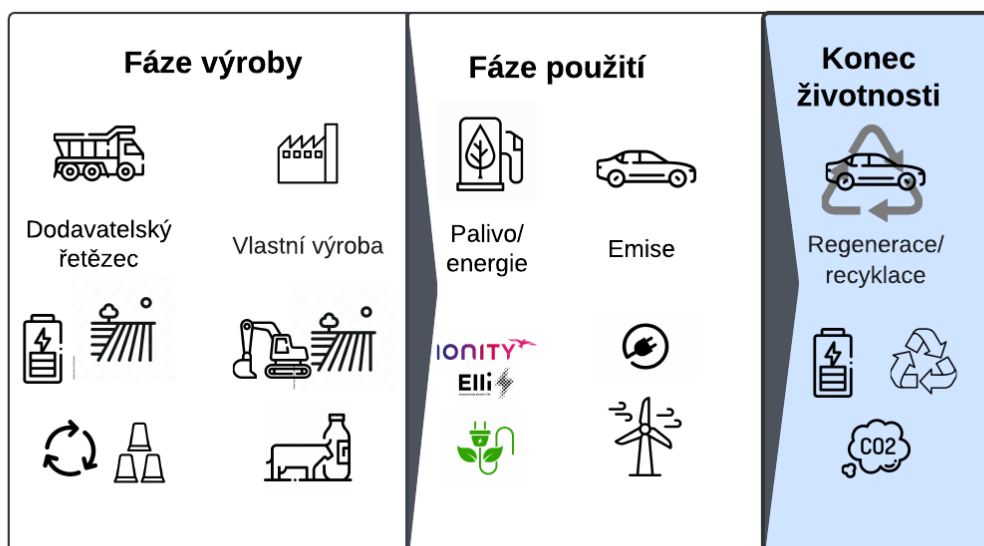 Fáze výroby
Dodavatelský
řetězec
Vlastní výroba
Fáze použití
Palivo/
energie
Emise
IONITY
Elli
Konec
životnosti
Regenerace/
recyklace
CO2